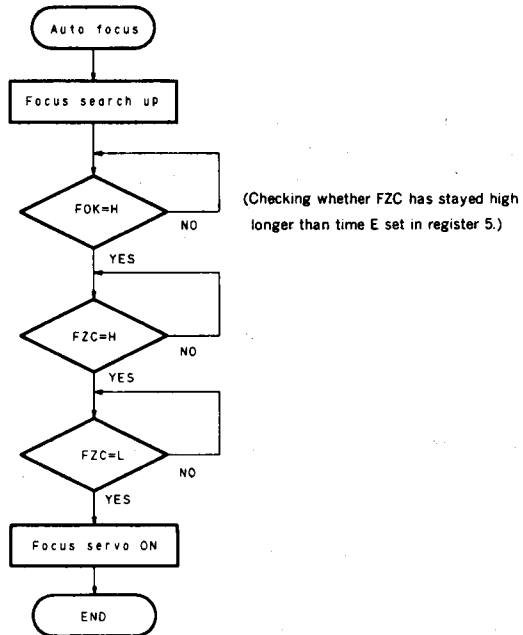 Auto focus
Focus search up
FOK=H
NO
(Checking whether FZC has stayed high
longer than time E set in register 5.)
YES
FZC=H
NO
YES
FZC=L
NO
YES
Focus servo ON
END